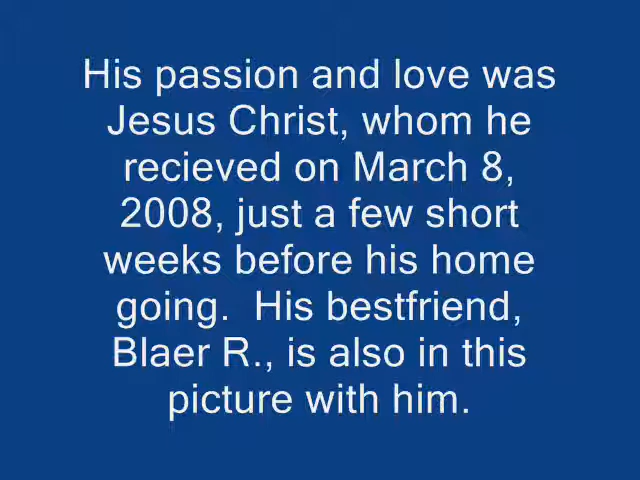 His passion and love was
Jesus Christ, whom he
recieved on March 8,
2008, just a few short
weeks before his home
going.  His bestfriend,
Blaer R., is also in this
picture with him.